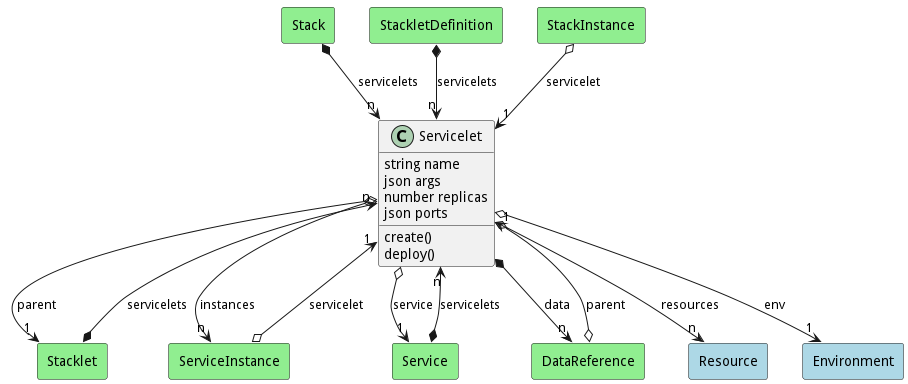 Stack
StackletDefinition
StackInstance
servicelets
servicelets
servicelet
n
n
1
C Servicelet
string name
json args
number replicas
json ports
create()
deploy()
n
1
1
n
parent
servicelets
instances
servicelet
service
servicelets
data
parent
resources
env
1
n
1
n
n
1
Stacklet
ServiceInstance
Service
DataReference
Resource
Environment